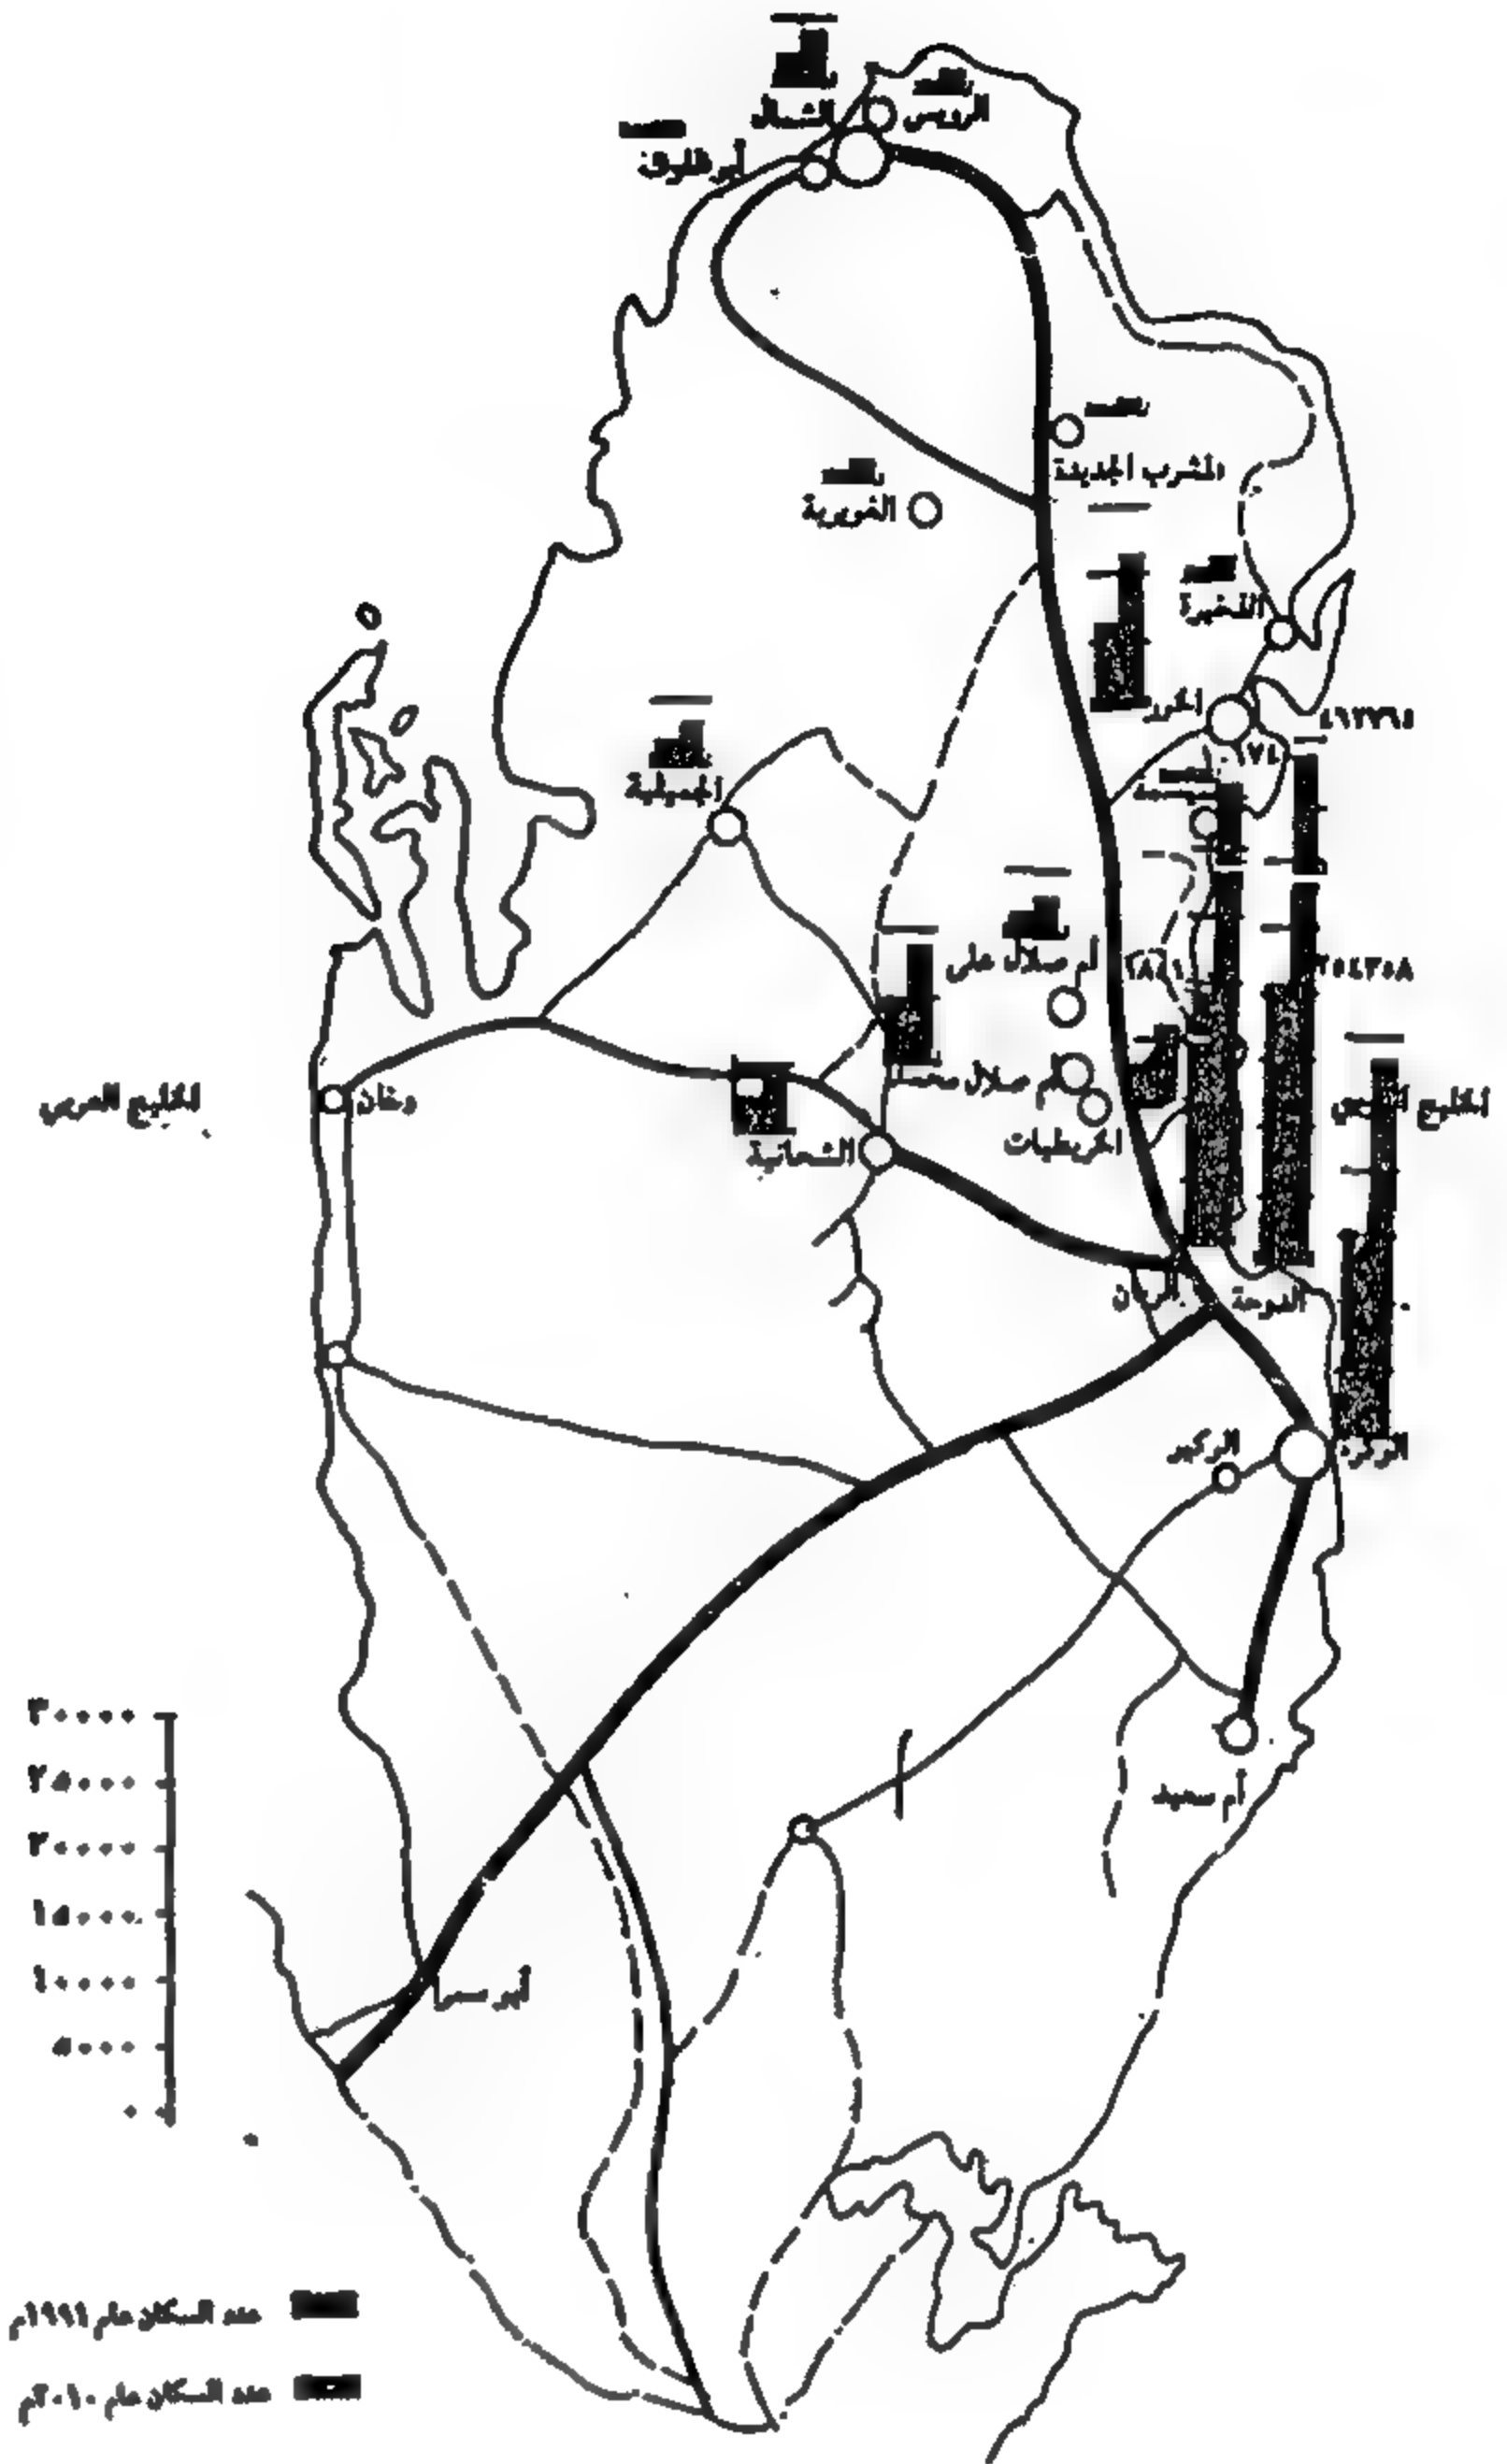 الشمال
الرويس
أبو ظلوف
المشرب الجديدة
الغويرية
الذخيرة
الخور
الجميلية
أم صلال علي
أم صلال محمد
الخريطيات
دخان
الخليج العربي
الخليج العربي
الشحانية
الريان
الدوحة
الوكير
الوكرة
أم سعيد
أبو سمرا
٣٠٠٠٠
٢٥٠٠٠
٢٠٠٠٠
١٥٠٠٠
١٠٠٠٠
٥٠٠٠
٠
عدد السكان عام ١٩٩١م
عدد السكان عام ٢٠١٠م